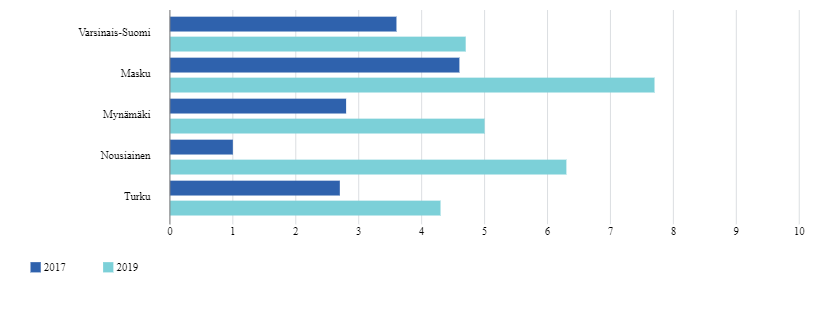 Varsinais-Suomi
Masku
Mynämäki
Nousiainen
Turku
0 1 2 3 4 5 6 7 8 9 10
2017 2019